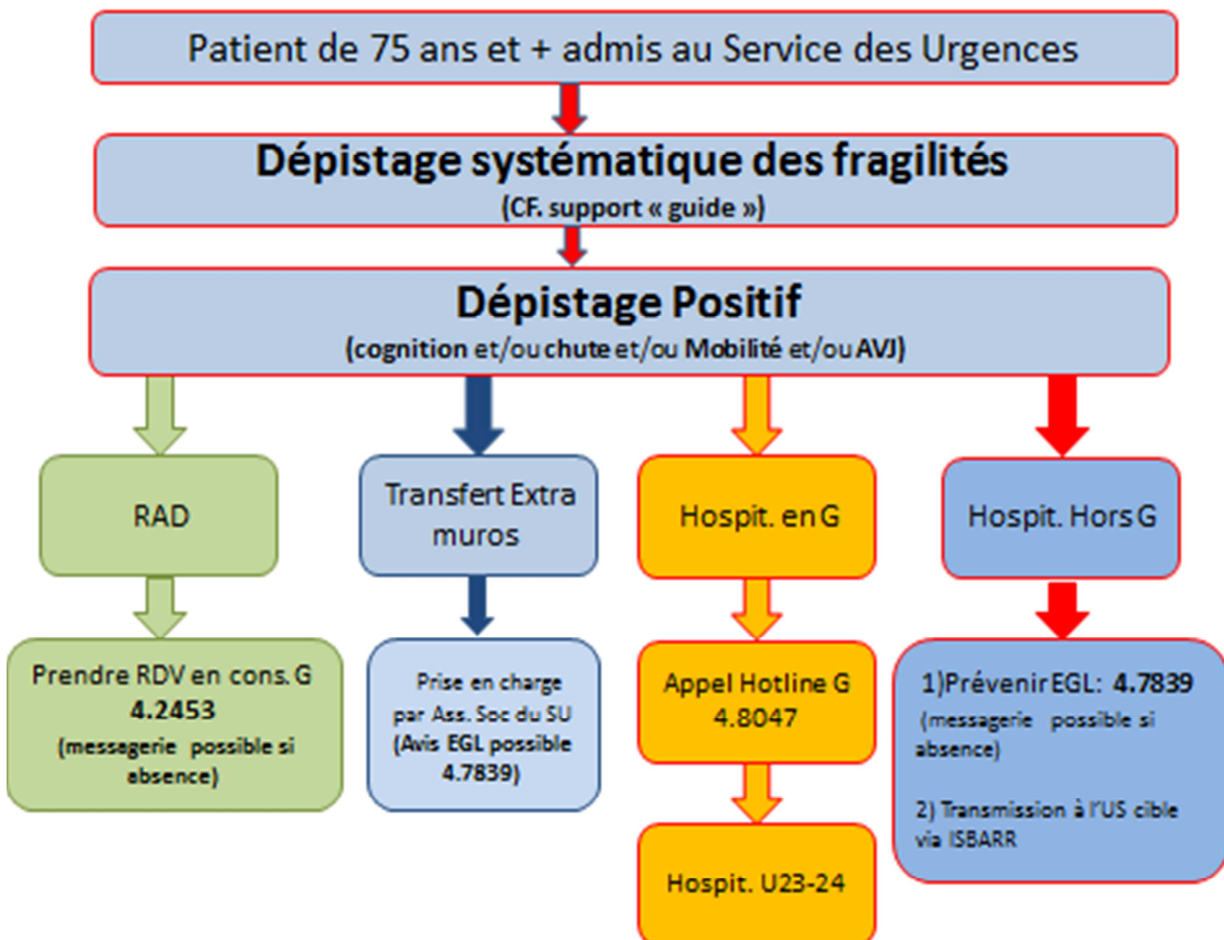 Patient de 75 ans et + admis au Service des Urgences
Dépistage systématique des fragilités
(CF. support « guide »)
Dépistage Positif
(cognition et/ou chute et/ou Mobilité et/ou AVJ)
RAD
Transfert Extra
muros
Hospit. en G
Hospit. Hors G
Prendre RDV en cons. G
4.2453
(messagerie possible si
absence)
Prise en charge
par Ass. Soc du SU
(Avis EGL possible
4.7839)
Appel Hotline G
4.8047
1)Prévenir EGL: 4.7839
(messagerie possible si
absence)
2) Transmission à l'US cible
via ISBARR
Hospit. U23-24